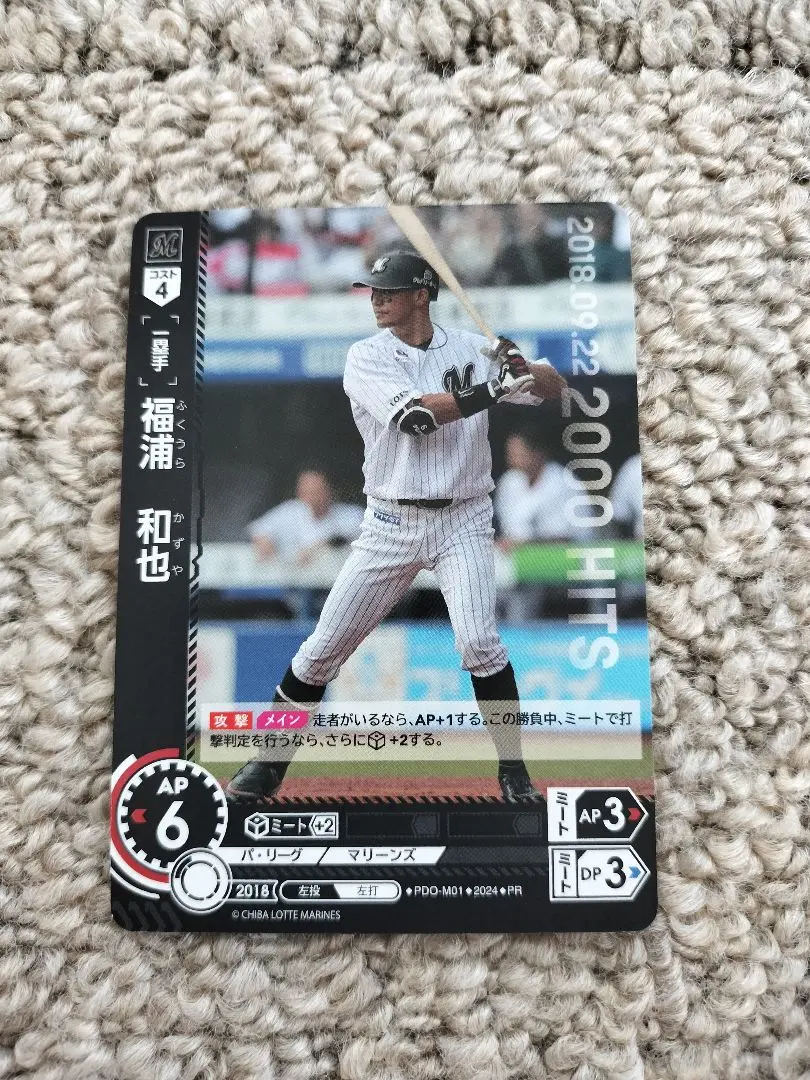 M
コスト
4
一塁手
福浦 和也
ふくうら かずや
2018.09.22 2000 HITS
M
M
攻撃 メイン 走者がいるなら、AP+1する。この勝負中、ミートで打
撃判定を行うなら、さらに +2する。
AP
6
ミート +2
パ・リーグ / マリーンズ
ミート AP 3
ミート DP 3
2018 左投 左打 ◆PDO-M01◆2024◆PR
© CHIBA LOTTE MARINES